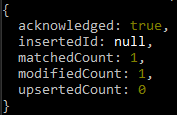 {
  acknowledged: true,
  insertedId: null,
  matchedCount: 1,
  modifiedCount: 1,
  upsertedCount: 0
}